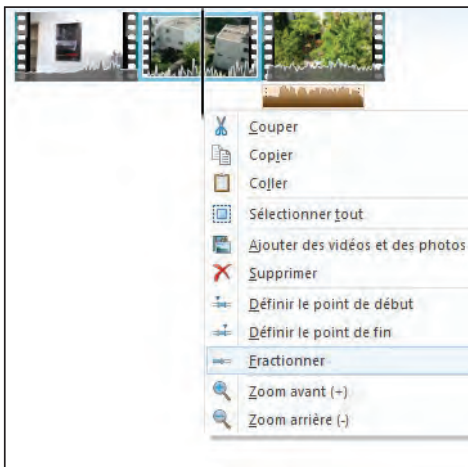 Couper
Copier
Coller
Sélectionner tout
Ajouter des vidéos et des photos
Supprimer
Définir le point de début
Définir le point de fin
Fractionner
Zoom avant (+)
Zoom arrière (-)